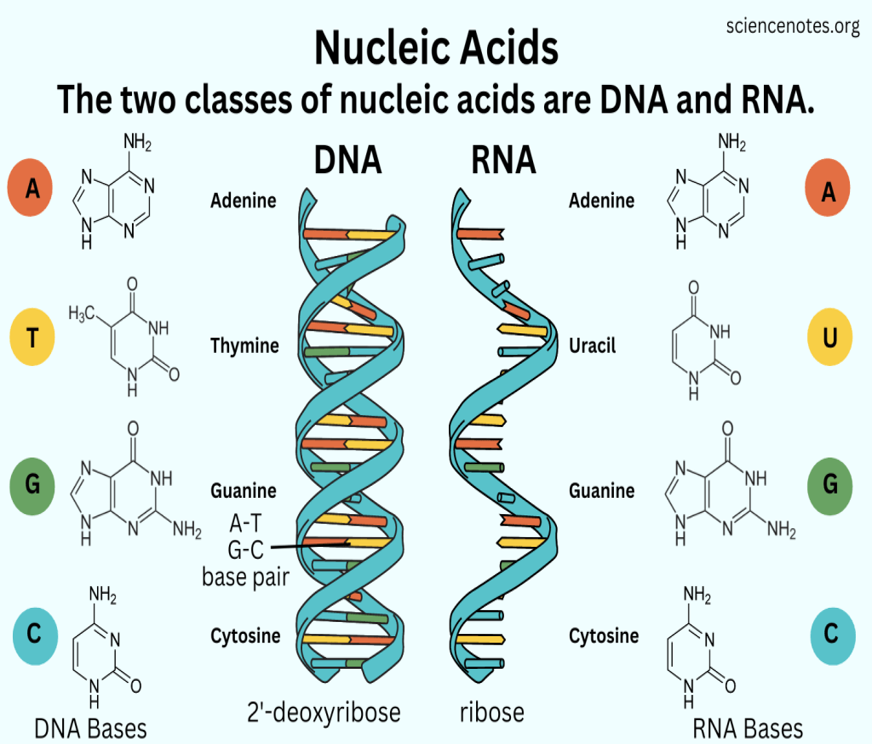 sciencenotes.org
Nucleic Acids
The two classes of nucleic acids are DNA and RNA.
DNA
RNA
A
NH₂
N
N
N
H
N
Adenine
Adenine
NH₂
N
N
N
H
N
A
T
O
H₃C
NH
N
H
O
Thymine
Uracil
O
NH
N
H
O
U
G
O
N
NH
N
H
N
NH₂
Guanine
A-T
G-C
base pair
Guanine
O
N
NH
N
H
N
NH₂
G
C
NH₂
N
N
H
O
Cytosine
Cytosine
NH₂
N
N
H
O
C
DNA Bases
2'-deoxyribose
ribose
RNA Bases